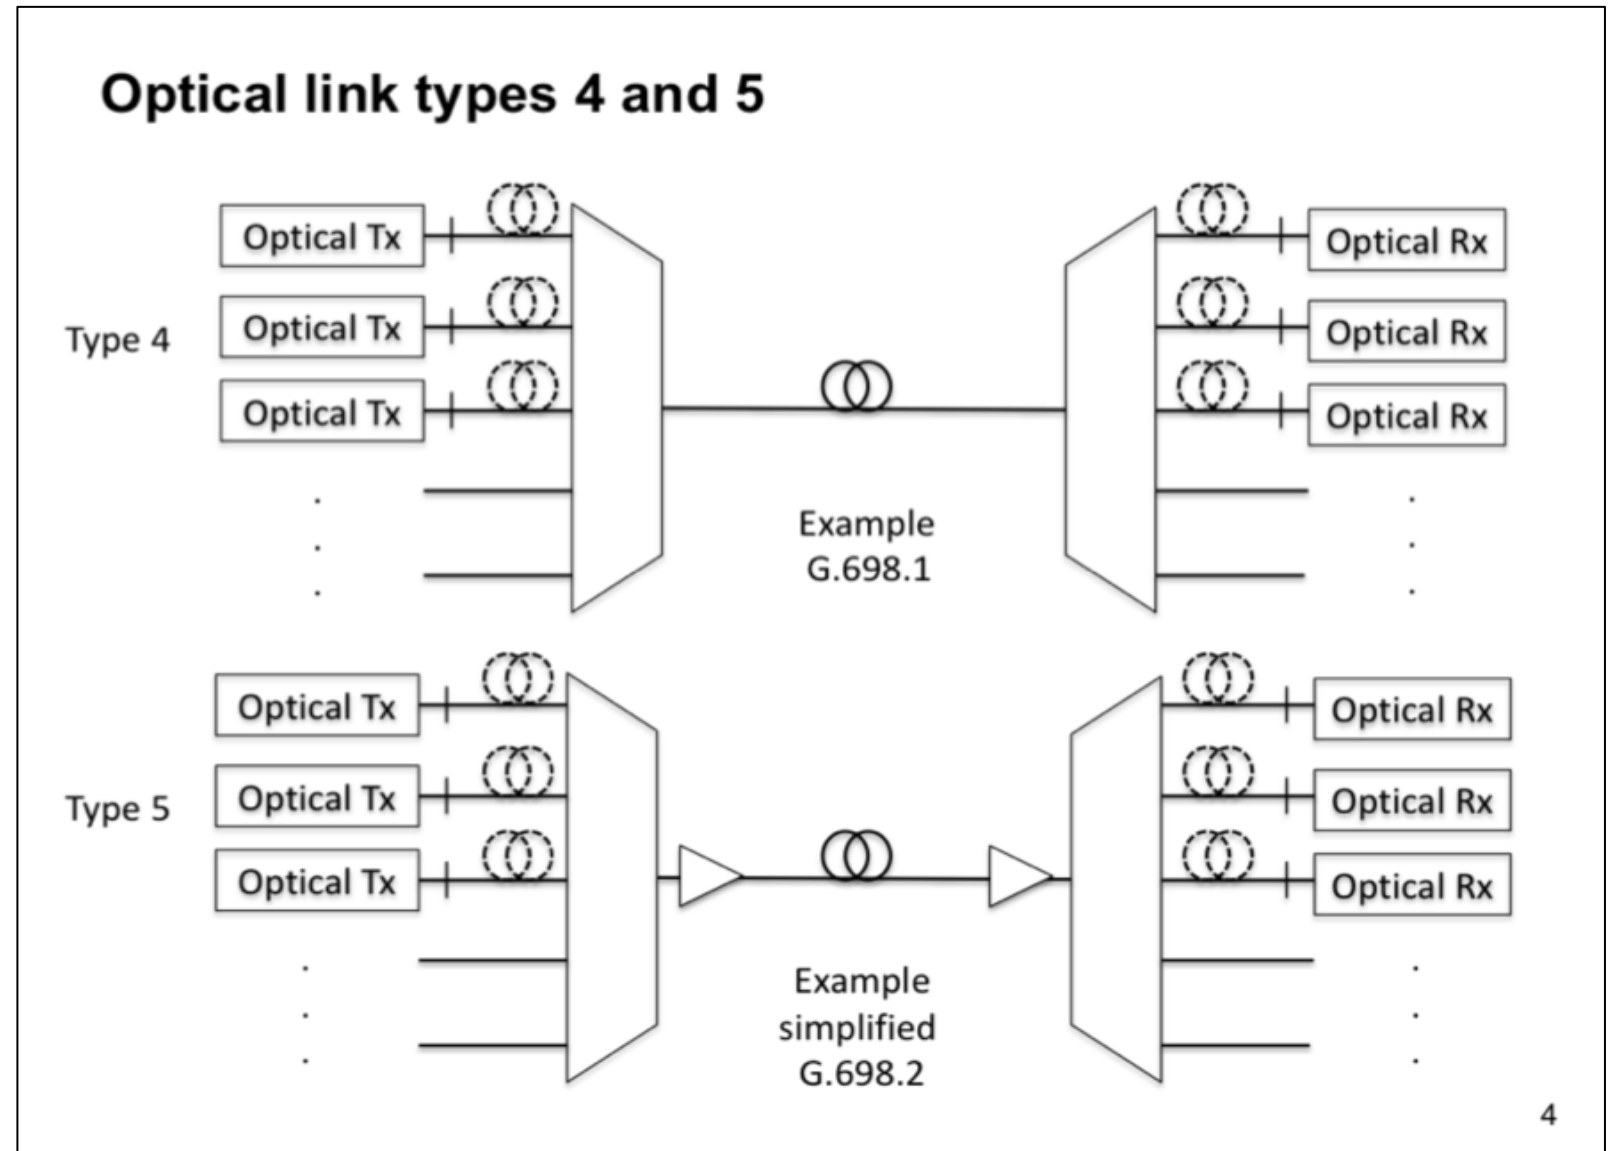 Optical link types 4 and 5
Optical Tx
Optical Rx
Optical Tx
Optical Rx
Type 4
Optical Tx
Optical Rx
Example
G.698.1
Optical Tx
Optical Rx
Optical Tx
Optical Rx
Type 5
Optical Tx
Optical Rx
Example
simplified
G.698.2
4